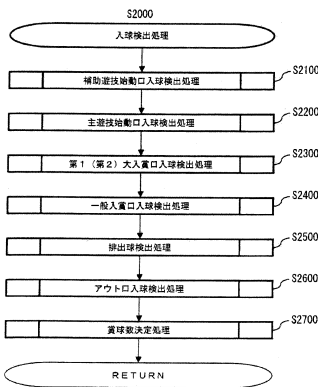 S2000
入球検出処理
補助遊技始動口入球検出処理
S2100
主遊技始動口入球検出処理
S2200
第1（第2）大入賞口入球検出処理
S2300
一般入賞口入球検出処理
S2400
排出球検出処理
S2500
アウト口入球検出処理
S2600
賞球数決定処理
S2700
RETURN